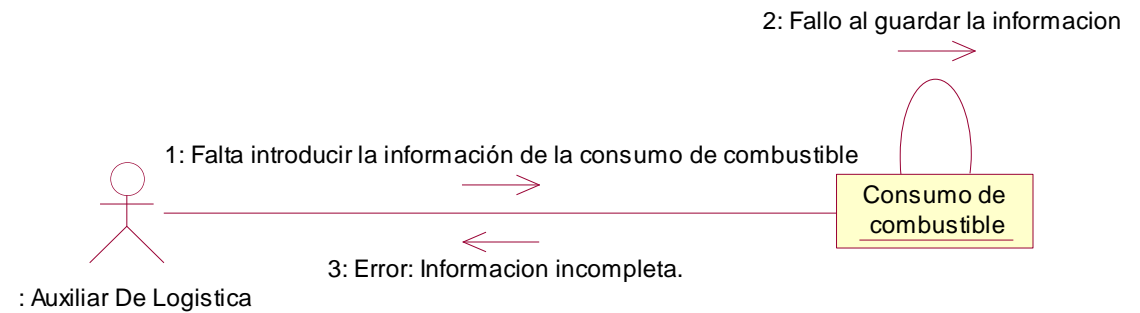 2: Fallo al guardar la informacion
1: Falta introducir la información de la consumo de combustible
Consumo de
combustible
3: Error: Informacion incompleta.
: Auxiliar De Logistica